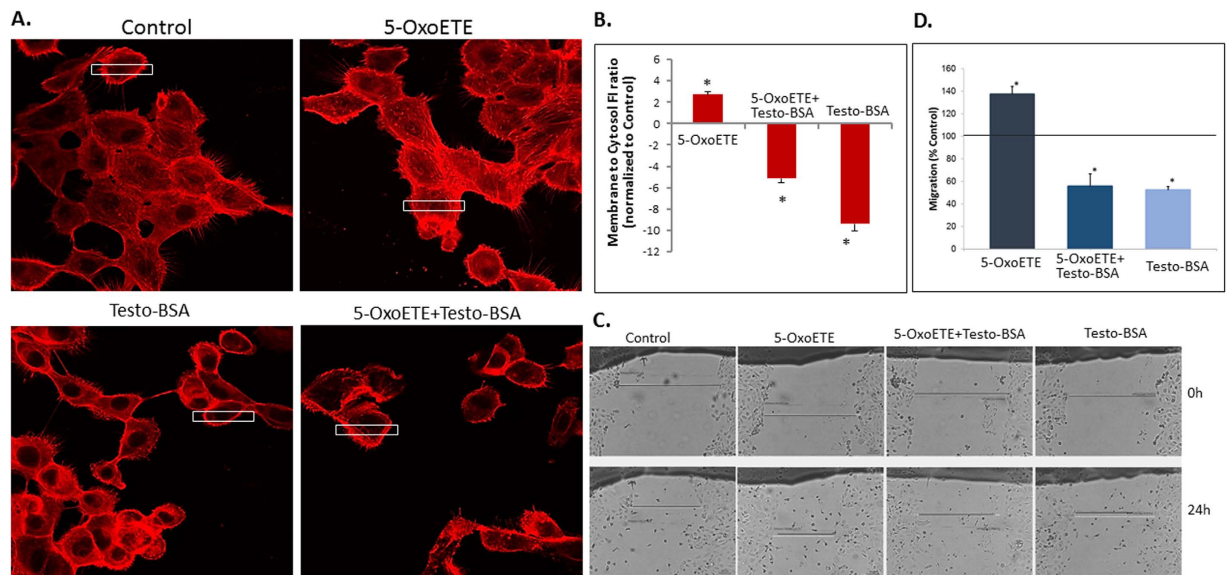 A.
Control
5-OxoETE
Testo-BSA
5-OxoETE+Testo-BSA
B.
Membrane to Cytosol FI ratio
(normalized to Control)
6
4
2
0
-2
-4
-6
-8
-10
-12
*
5-OxoETE
5-OxoETE+
Testo-BSA
*
Testo-BSA
*
D.
Migration (% Control)
160
140
120
100
80
60
40
20
0
*
*
*
5-OxoETE
5-OxoETE+
Testo-BSA
Testo-BSA
C.
Control
5-OxoETE
5-OxoETE+Testo-BSA
Testo-BSA
0h
24h